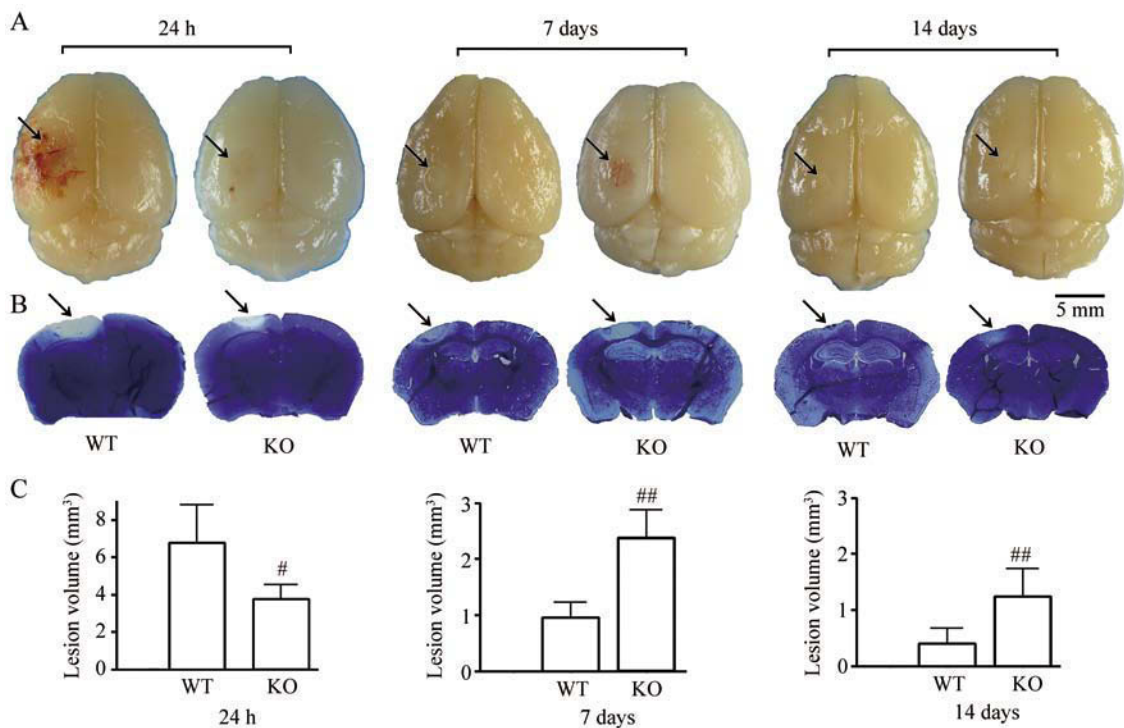 A
24 h
7 days
14 days
5 mm
B
WT
KO
WT
KO
WT
KO
C
Lesion volume (mm³)
8
6
4
2
0
#
WT
KO
24 h
Lesion volume (mm³)
3
2
1
0
##
WT
KO
7 days
Lesion volume (mm³)
3
2
1
0
##
WT
KO
14 days